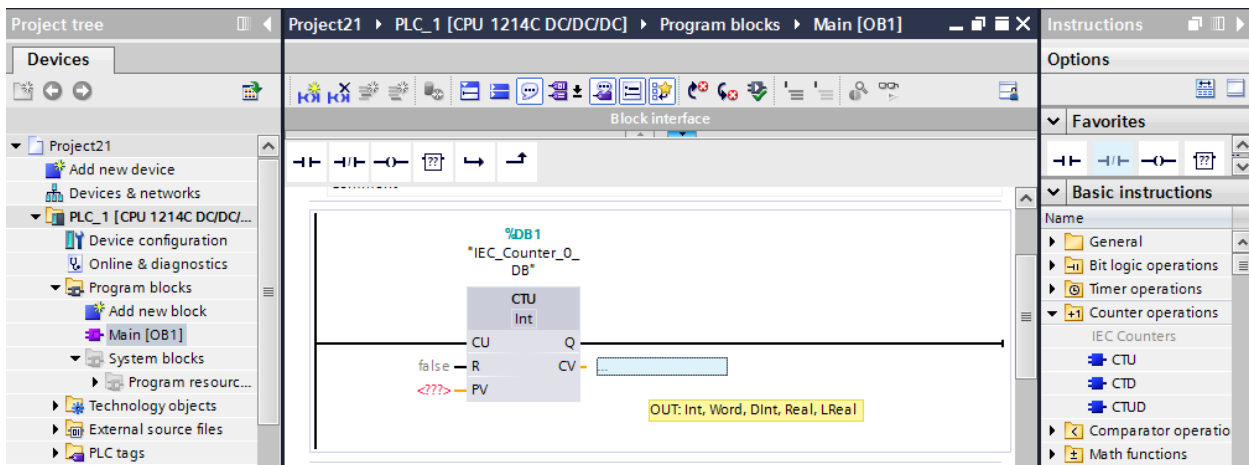 Project tree
Devices
Project21
Add new device
Devices & networks
PLC_1 [CPU 1214C DC/DC/...
Device configuration
Online & diagnostics
Program blocks
Add new block
Main [OB1]
System blocks
Program resourc...
Technology objects
External source files
PLC tags
Project21 PLC_1 [CPU 1214C DC/DC/DC] Program blocks Main [OB1]
Block interface
??
%DB1
"IEC_Counter_0_
DB"
CTU
Int
CU Q
false R CV ...
<???> PV
OUT: Int, Word, DInt, Real, LReal
Instructions
Options
Favorites
??
Basic instructions
Name
General
Bit logic operations
Timer operations
Counter operations
IEC Counters
CTU
CTD
CTUD
Comparator operatio
Math functions